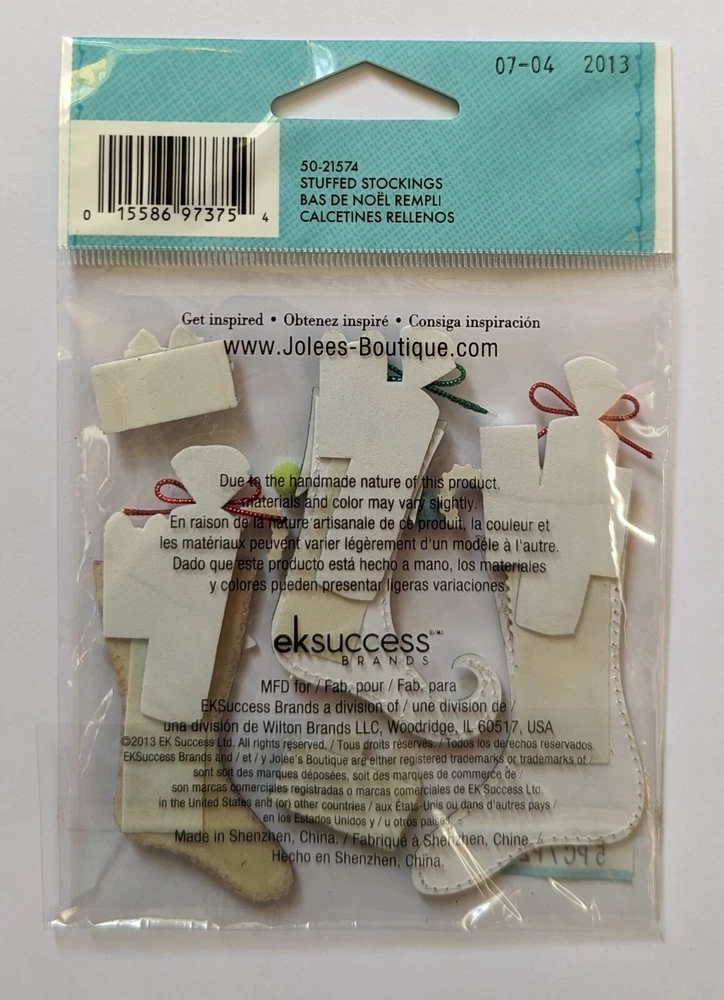 07-04 2013
50-21574
STUFFED STOCKINGS
BAS DE NOËL REMPLI
CALCETINES RELLENOS
0 15586 97375 4
Get inspired • Obtenez inspiré • Consiga inspiración
www.Jolees-Boutique.com
Due to the handmade nature of this product,
materials and color may vary slightly.
En raison de la nature artisanale de ce produit, la couleur et
les matériaux peuvent varier légèrement d'un modèle à l'autre.
Dado que este producto está hecho a mano, los materiales
y colores pueden presentar ligeras variaciones.
eksuccess
BRANDS
MFD for / Fab. pour / Fab. para
EKSuccess Brands a division of / une division de /
una división de Wilton Brands LLC, Woodridge, IL 60517, USA
©2013 EK Success Ltd. All rights reserved. / Tous droits réservés. / Todos los derechos reservados.
EKSuccess Brands and / et / y Jolee's Boutique are either registered trademarks or trademarks of /
sont soit des marques déposées, soit des marques de commerce de /
son marcas comerciales registradas o marcas comerciales de EK Success Ltd.
in the United States and (or) other countries / aux États-Unis ou dans d'autres pays /
en los Estados Unidos y / u otros países.
Made in Shenzhen, China. / Fabriqué à Shenzhen, Chine. /
Hecho en Shenzhen, China.
5 PC / PZ